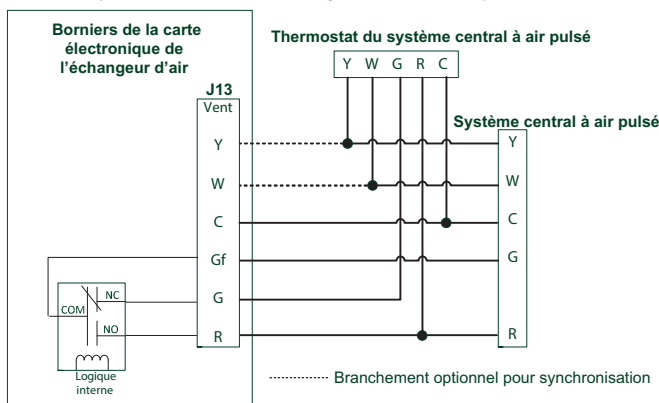 Borniers de la carte
électronique de
l'échangeur d'air
Thermostat du système central à air pulsé
Y W G R C
J13
Vent
Y
W
C
Gf
G
R
Système central à air pulsé
Y
W
C
G
R
COM
NC
NO
Logique
interne
Branchement optionnel pour synchronisation